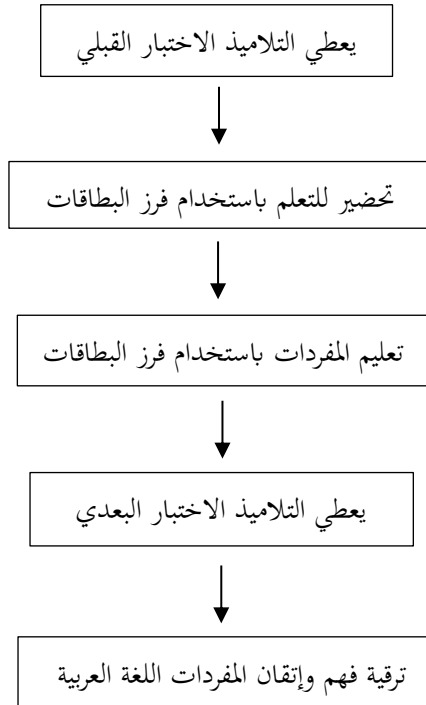 يعطي التلاميذ الاختبار القبلي
تحضير للتعلم باستخدام فرز البطاقات
تعليم المفردات باستخدام فرز البطاقات
يعطي التلاميذ الاختبار البعدي
ترقية فهم وإتقان المفردات اللغة العربية